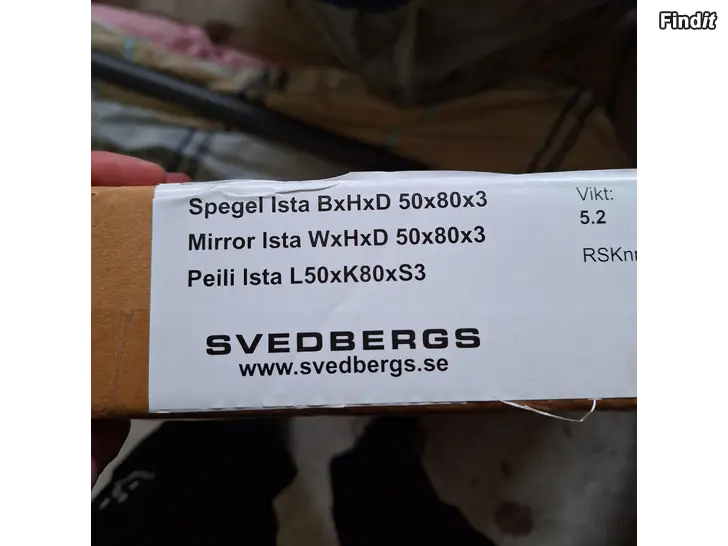 Findit
Spegel Ista BxHxD 50x80x3
Mirror Ista WxHxD 50x80x3
Peili Ista L50xK80xS3
Vikt:
5.2
RSKnr
SVEDBERGS
www.svedbergs.se